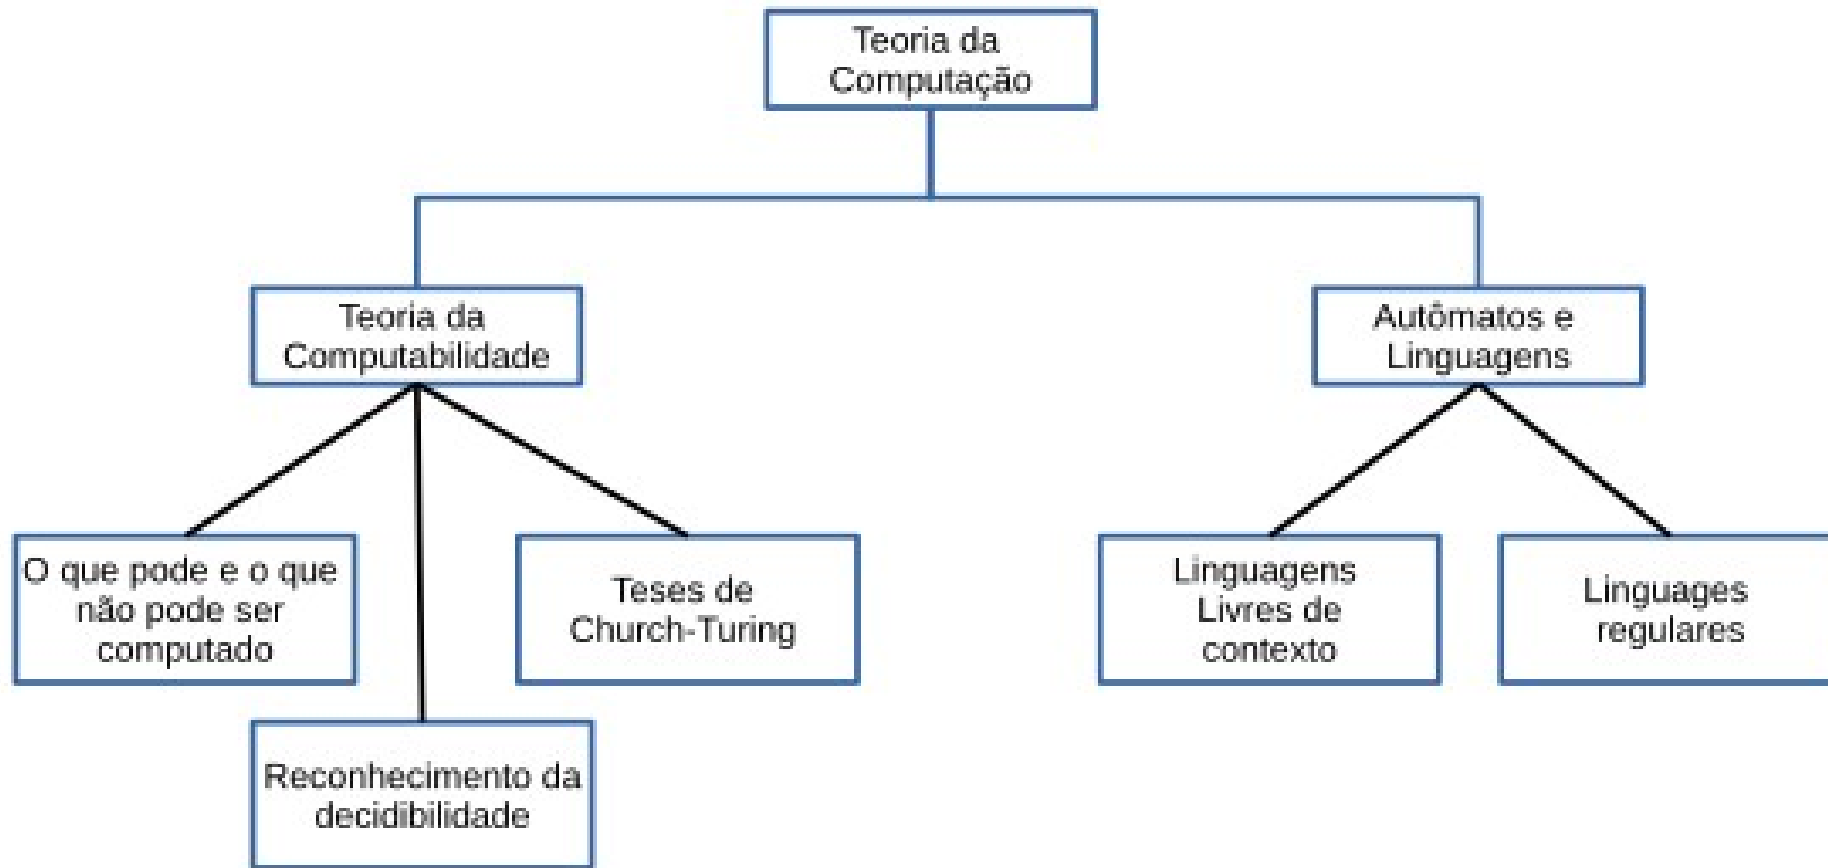 Teoria da
Computação
Teoria da
Computabilidade
Autômatos e
Linguagens
O que pode e o que
não pode ser
computado
Teses de
Church-Turing
Linguagens
Livres de
contexto
Linguages
regulares
Reconhecimento da
decidibilidade